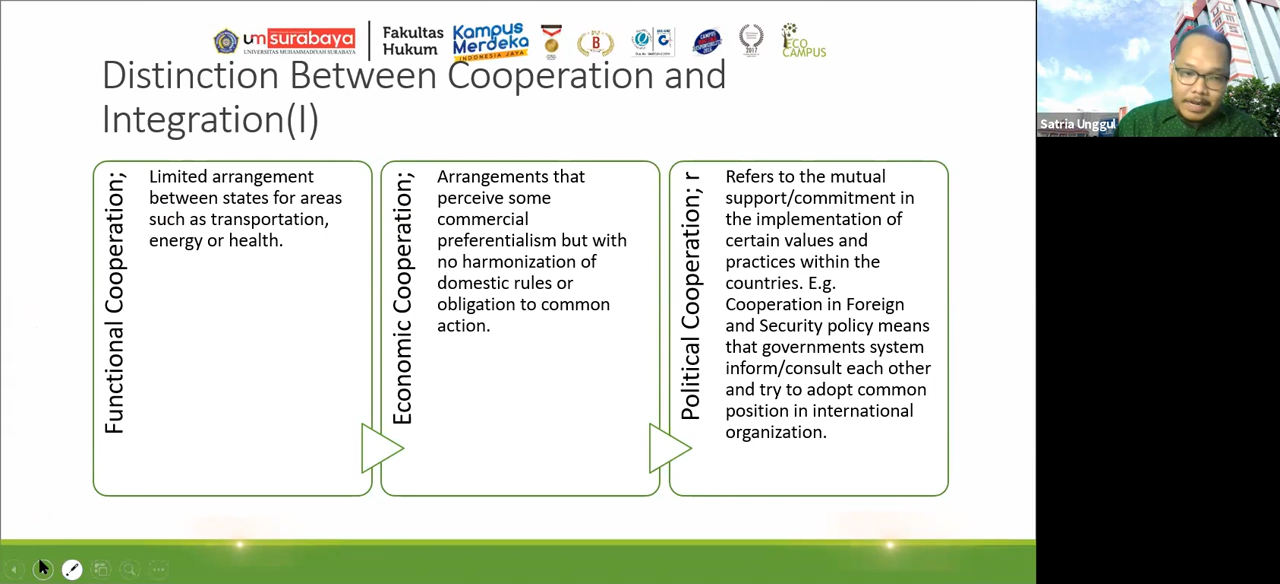 um surabaya
UNIVERSITAS MUHAMMADIYAH SURABAYA
Fakultas
Hukum
Kampus
Merdeka
INDONESIA JAYA
B
2017
ECO
CAMPUS
Distinction Between Cooperation and
Integration(I)
Functional Cooperation;
Limited arrangement
between states for areas
such as transportation,
energy or health.
Economic Cooperation;
Arrangements that
perceive some
commercial
preferentialism but with
no harmonization of
domestic rules or
obligation to common
action.
Political Cooperation; r
Refers to the mutual
support/commitment in
the implementation of
certain values and
practices within the
countries. E.g.
Cooperation in Foreign
and Security policy means
that governments system
inform/consult each other
and try to adopt common
position in international
organization.
Satria Unggul